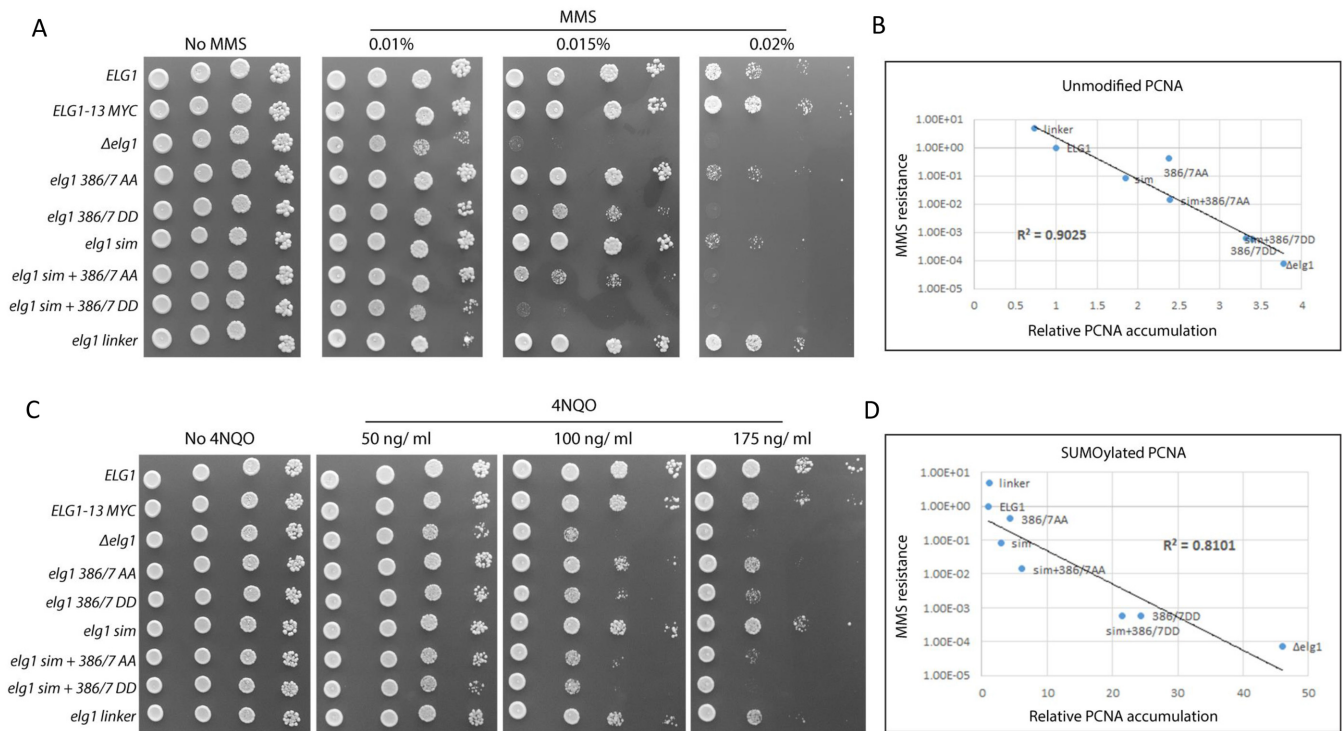 A
MMS
No MMS
0.01%
0.015%
0.02%
ELG1
ELG1-13 MYC
Δelg1
elg1 386/7 AA
elg1 386/7 DD
elg1 sim
elg1 sim + 386/7 AA
elg1 sim + 386/7 DD
elg1 linker
B
Unmodified PCNA
MMS resistance
1.00E+01
1.00E+00
1.00E-01
1.00E-02
1.00E-03
1.00E-04
1.00E-05
linker
ELG1
386/7AA
sim
sim+386/7AA
R² = 0.9025
sim+386/7DD
386/7DD
Δelg1
0 0.5 1 1.5 2 2.5 3 3.5 4
Relative PCNA accumulation
C
4NQO
No 4NQO
50 ng/ ml
100 ng/ ml
175 ng/ ml
ELG1
ELG1-13 MYC
Δelg1
elg1 386/7 AA
elg1 386/7 DD
elg1 sim
elg1 sim + 386/7 AA
elg1 sim + 386/7 DD
elg1 linker
D
SUMOylated PCNA
MMS resistance
1.00E+01
1.00E+00
1.00E-01
1.00E-02
1.00E-03
1.00E-04
1.00E-05
linker
ELG1
386/7AA
sim
R² = 0.8101
sim+386/7AA
386/7DD
sim+386/7DD
Δelg1
0 10 20 30 40 50
Relative PCNA accumulation